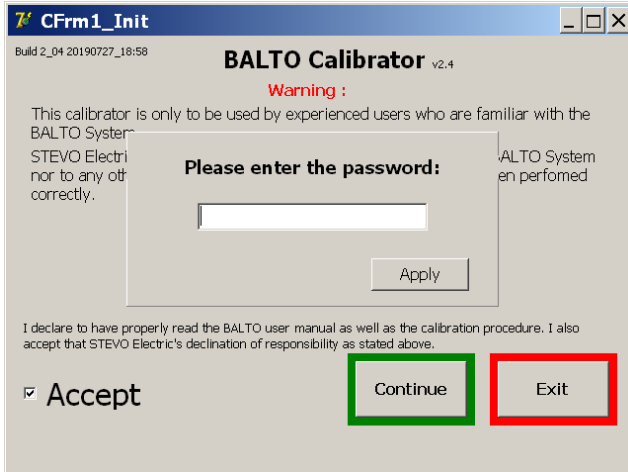 CFrm1_Init
Build 2_04 20190727_18:58
BALTO Calibrator v2.4
Warning :
This calibrator is only to be used by experienced users who are familiar with the
BALTO System
STEVO Electri ALTO System
nor to any oth en perfomed
correctly.
Please enter the password:
Apply
I declare to have properly read the BALTO user manual as well as the calibration procedure. I also
accept that STEVO Electric's declination of responsibility as stated above.
Accept
Continue
Exit